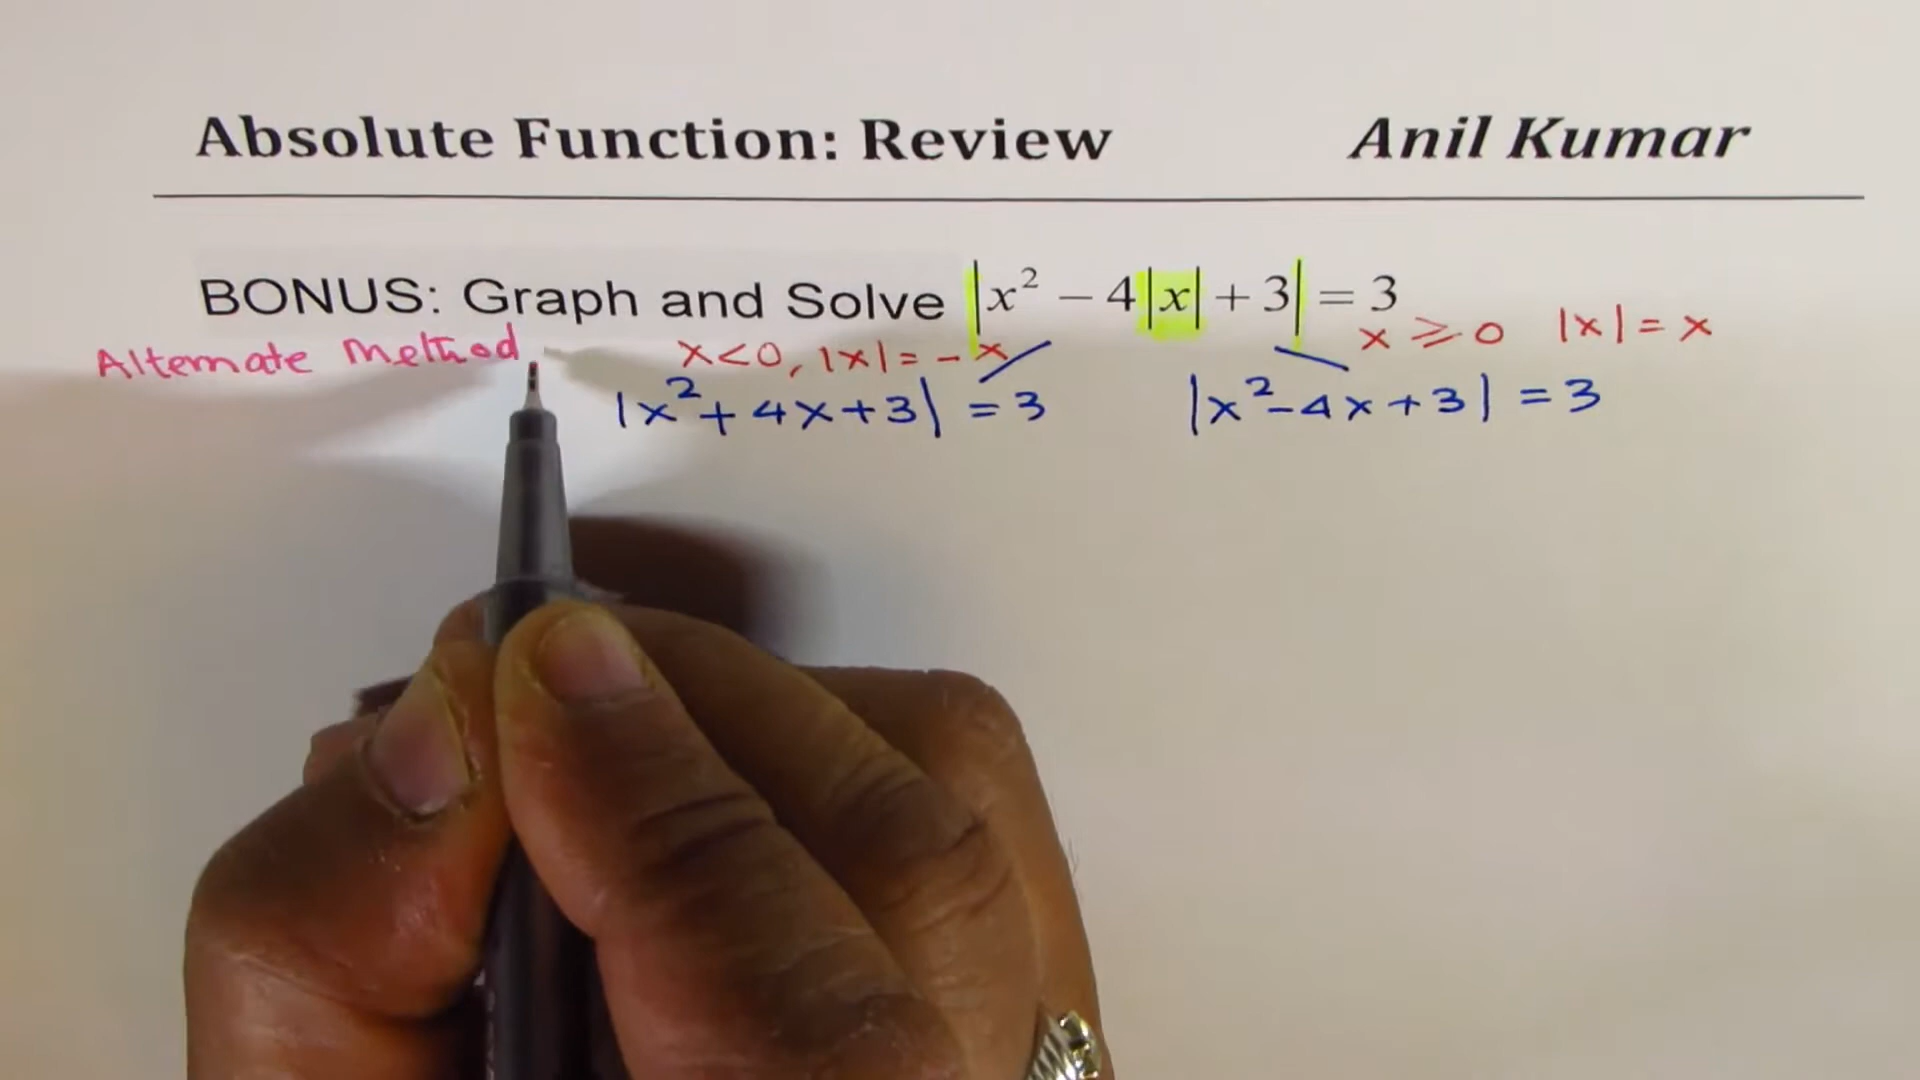 Absolute Function: Review Anil Kumar
BONUS: Graph and Solve |x² − 4|x| + 3| = 3
Alternate Method x<0, |x| = -x x ≥ 0 |x| = x
|x² + 4x + 3| = 3 |x² - 4x + 3| = 3